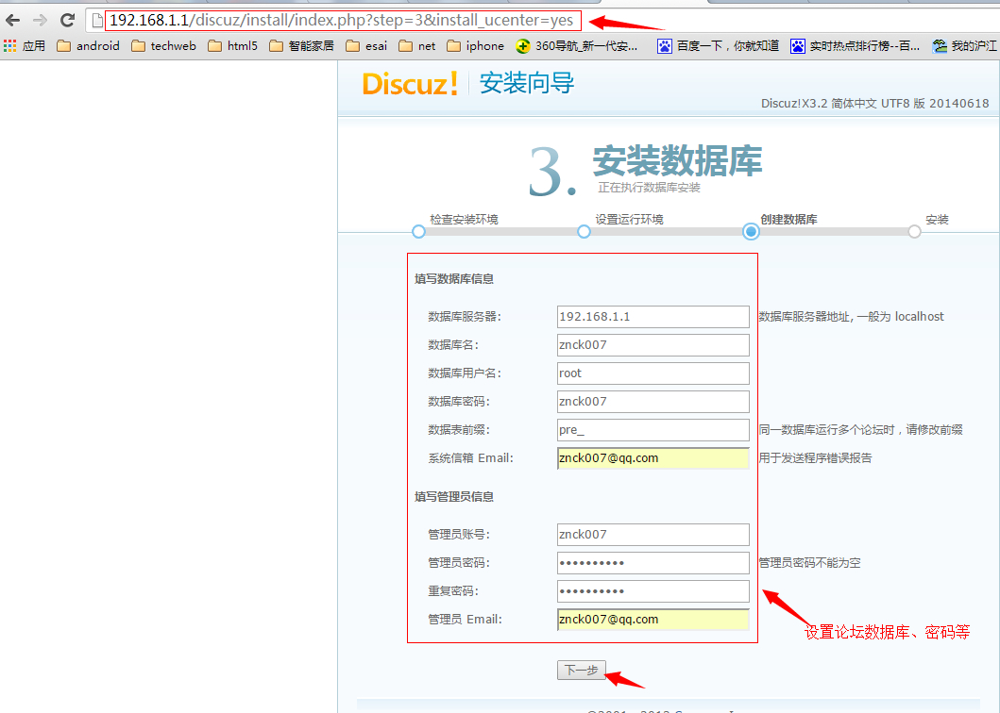 192.168.1.1/discuz/install/index.php?step=3&install_ucenter=yes
应用 android techweb html5 智能家居 esai net iphone 360导航_新一代安... 百度一下，你就知道 实时热点排行榜--百... 我的沪江
Discuz! 安装向导
Discuz!X3.2 简体中文 UTF8 版 20140618
3. 安装数据库
正在执行数据库安装
检查安装环境 设置运行环境 创建数据库 安装
填写数据库信息
数据库服务器: 192.168.1.1 数据库服务器地址, 一般为 localhost
数据库名: znck007
数据库用户名: root
数据库密码: znck007
数据表前缀: pre_ 同一数据库运行多个论坛时，请修改前缀
系统信箱 Email: znck007@qq.com 用于发送程序错误报告
填写管理员信息
管理员账号: znck007
管理员密码: •••••••••• 管理员密码不能为空
重复密码: ••••••••••
管理员 Email: znck007@qq.com
设置论坛数据库、密码等
下一步